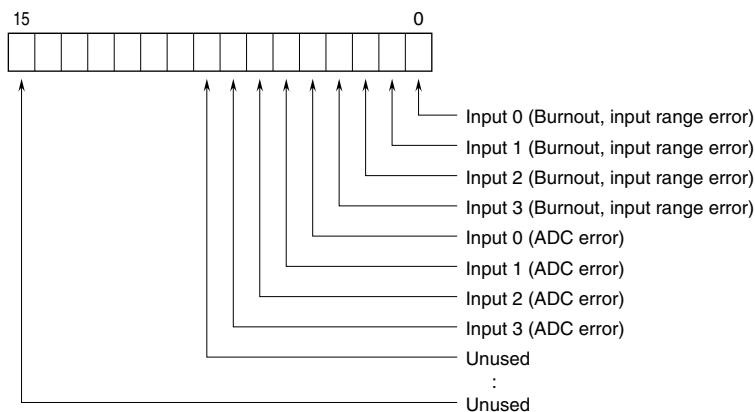 15 0
Input 0 (Burnout, input range error)
Input 1 (Burnout, input range error)
Input 2 (Burnout, input range error)
Input 3 (Burnout, input range error)
Input 0 (ADC error)
Input 1 (ADC error)
Input 2 (ADC error)
Input 3 (ADC error)
Unused
:
Unused